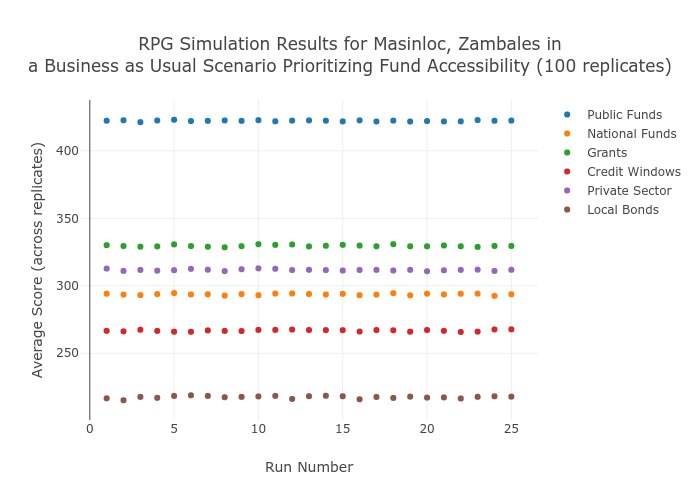 RPG Simulation Results for Masinloc, Zambales in
a Business as Usual Scenario Prioritizing Fund Accessibility (100 replicates)
Public Funds
National Funds
Grants
Credit Windows
Private Sector
Local Bonds
Average Score (across replicates)
400
350
300
250
0
5
10
15
20
25
Run Number